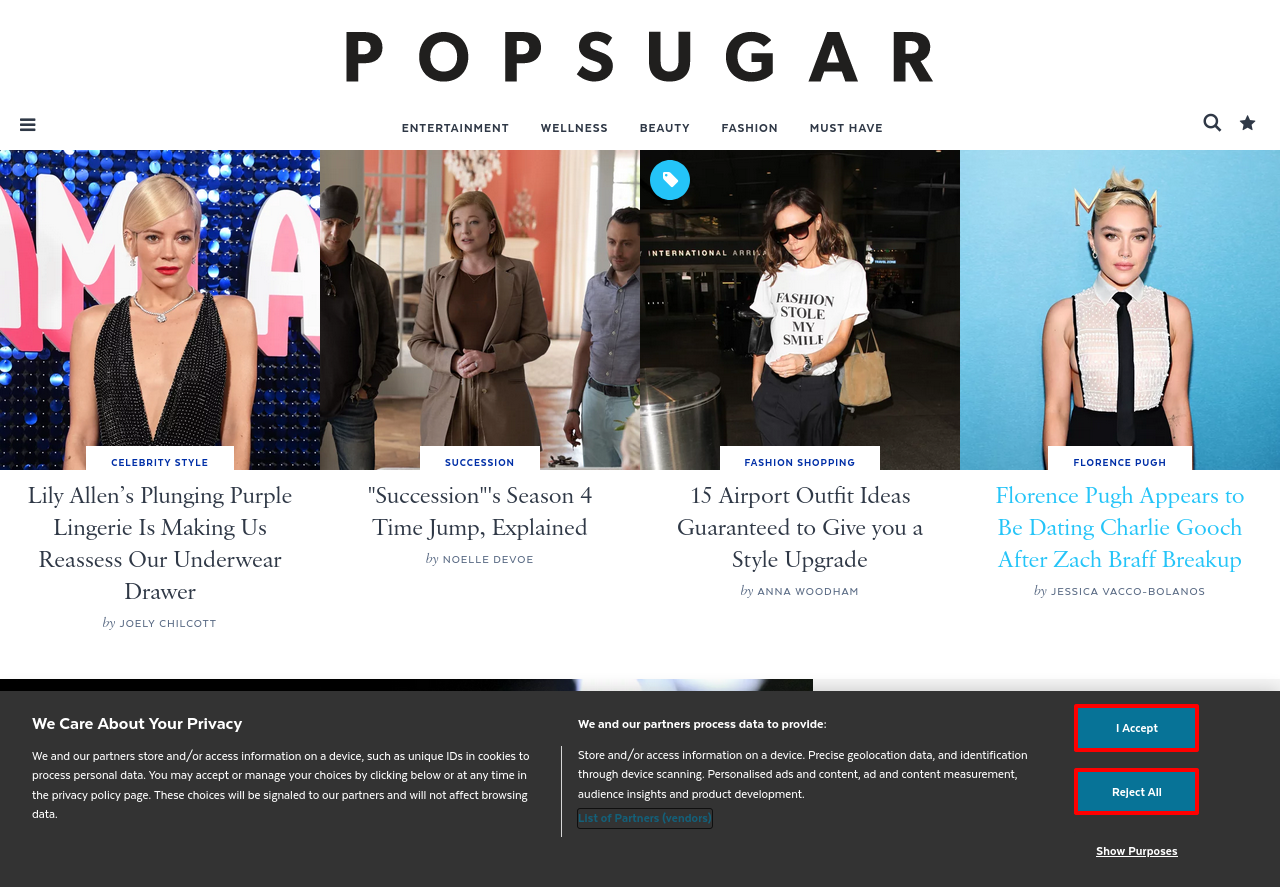 POPSUGAR
ENTERTAINMENT WELLNESS BEAUTY FASHION MUST HAVE
INTERNATIONAL ARRIVA
FASHION
STOLE
MY
SMILE
CELEBRITY STYLE
Lily Allen’s Plunging Purple
Lingerie Is Making Us
Reassess Our Underwear
Drawer
by JOELY CHILCOTT
SUCCESSION
"Succession"'s Season 4
Time Jump, Explained
by NOELLE DEVOE
FASHION SHOPPING
15 Airport Outfit Ideas
Guaranteed to Give you a
Style Upgrade
by ANNA WOODHAM
FLORENCE PUGH
Florence Pugh Appears to
Be Dating Charlie Gooch
After Zach Braff Breakup
by JESSICA VACCO-BOLANOS
We Care About Your Privacy
We and our partners store and/or access information on a device, such as unique IDs in cookies to
process personal data. You may accept or manage your choices by clicking below or at any time in
the privacy policy page. These choices will be signaled to our partners and will not affect browsing
data.
We and our partners process data to provide:
Store and/or access information on a device. Precise geolocation data, and identification
through device scanning. Personalised ads and content, ad and content measurement,
audience insights and product development.
List of Partners (vendors)
I Accept
Reject All
Show Purposes